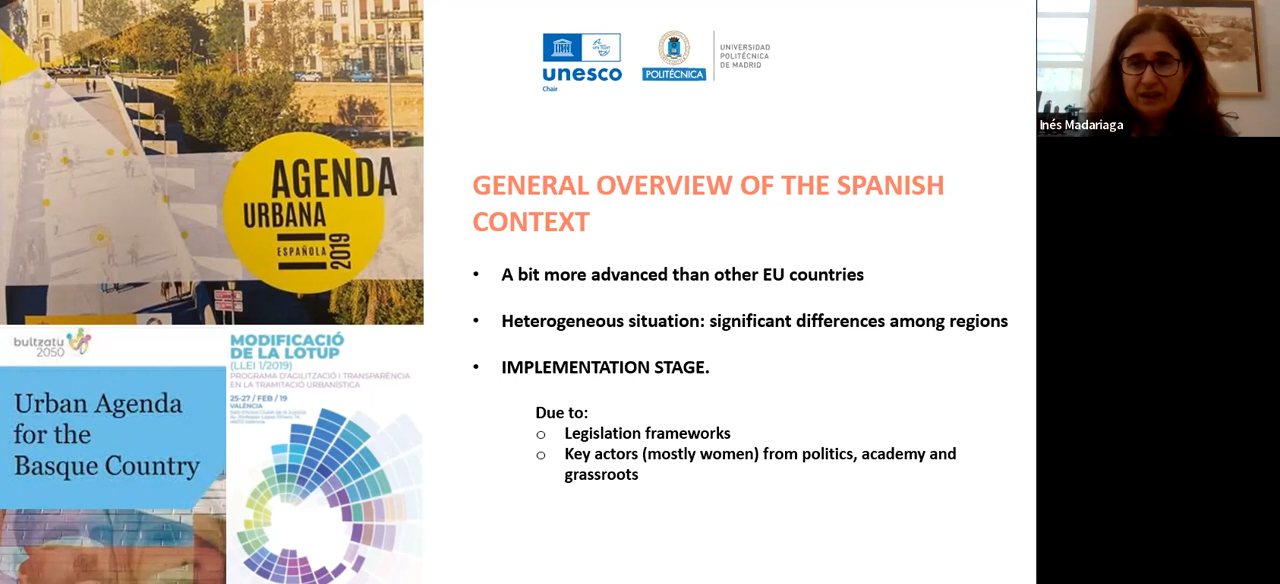 AGENDA
URBANA
ESPAÑOLA
2019
bultzatu
2050
Urban Agenda
for the
Basque Country
MODIFICACIÓ
DE LA LOTUP
(LLEI 1/2019)
PROGRAMA D'AGILITZACIÓ I TRANSPARÈNCIA
EN LA TRAMITACIÓ URBANÍSTICA
25-27 / FEB / 19
VALÈNCIA
unesco
Chair
POLITÉCNICA
UNIVERSIDAD
POLITÉCNICA
DE MADRID
GENERAL OVERVIEW OF THE SPANISH
CONTEXT
• A bit more advanced than other EU countries
• Heterogeneous situation: significant differences among regions
• IMPLEMENTATION STAGE.
Due to:
o Legislation frameworks
o Key actors (mostly women) from politics, academy and
grassroots
Inés Madariaga